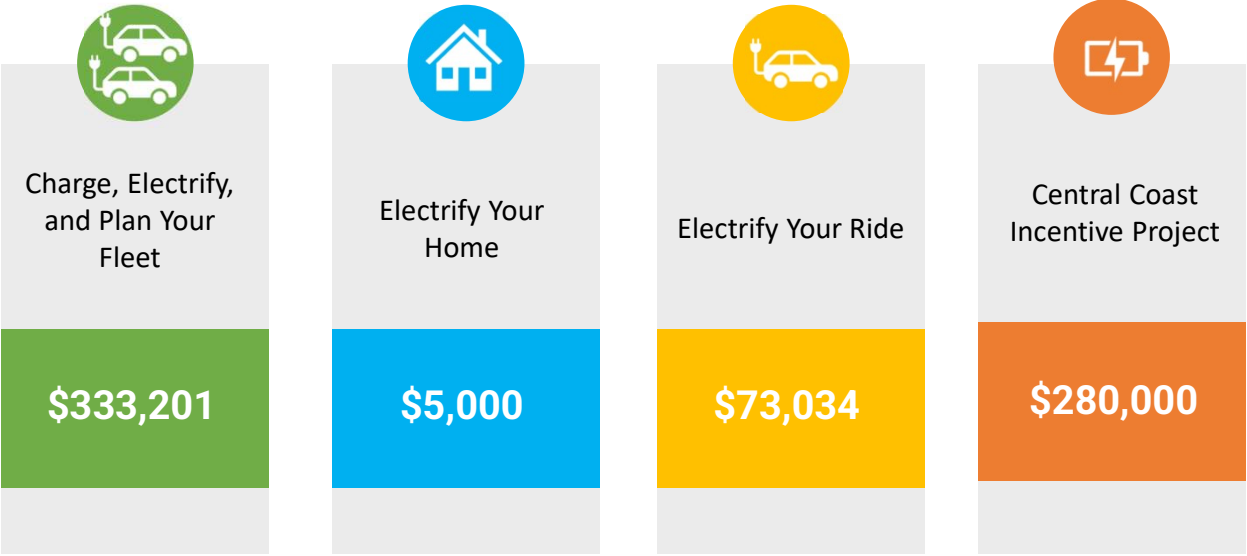 Charge, Electrify,
and Plan Your
Fleet
$333,201
Electrify Your
Home
$5,000
Electrify Your Ride
$73,034
Central Coast
Incentive Project
$280,000